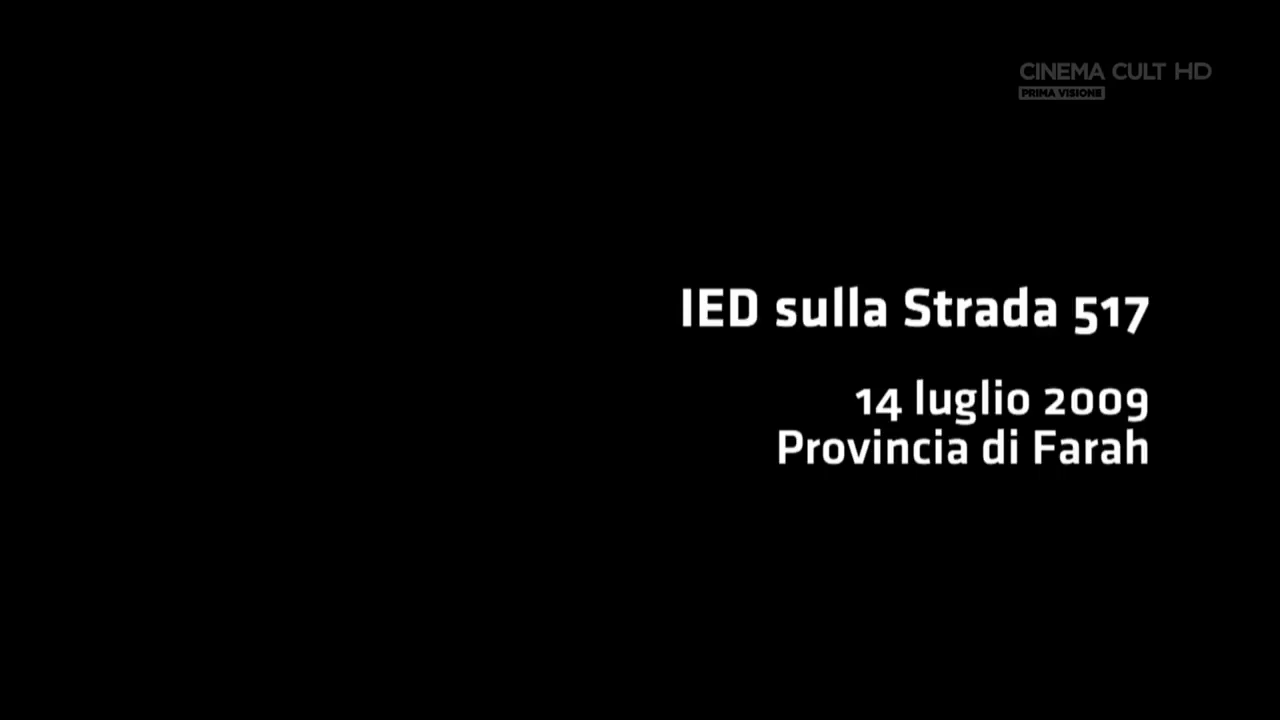 CINEMA CULT HD
PRIMA VISIONE
IED sulla Strada 517
14 luglio 2009
Provincia di Farah